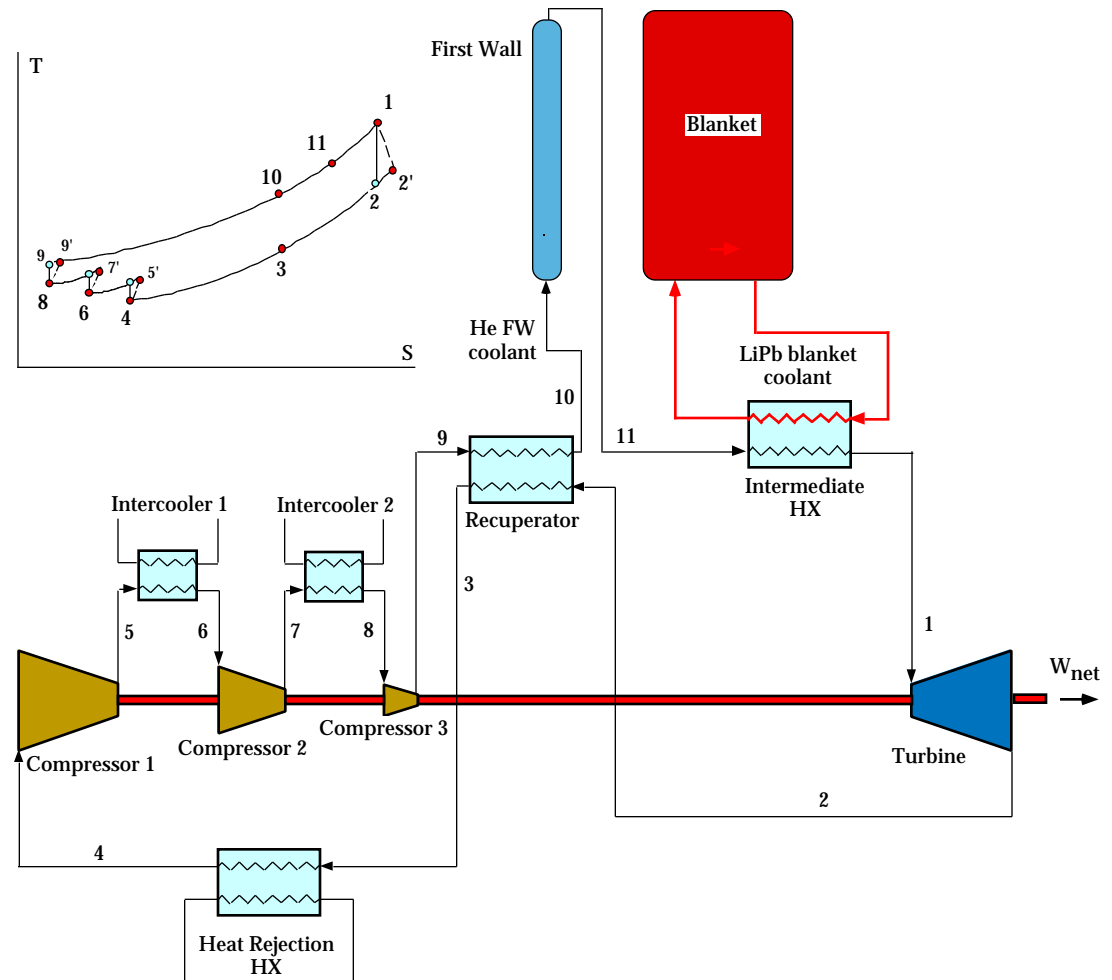 T
S
1
11
10
2'
2
3
9
9'
7'
5'
8
6
4
First Wall
Blanket
He FW
coolant
10
LiPb blanket
coolant
9
11
Intermediate
HX
Recuperator
Intercooler 1
Intercooler 2
3
5
6
7
8
1
W_net
Compressor 1
Compressor 2
Compressor 3
Turbine
2
4
Heat Rejection
HX